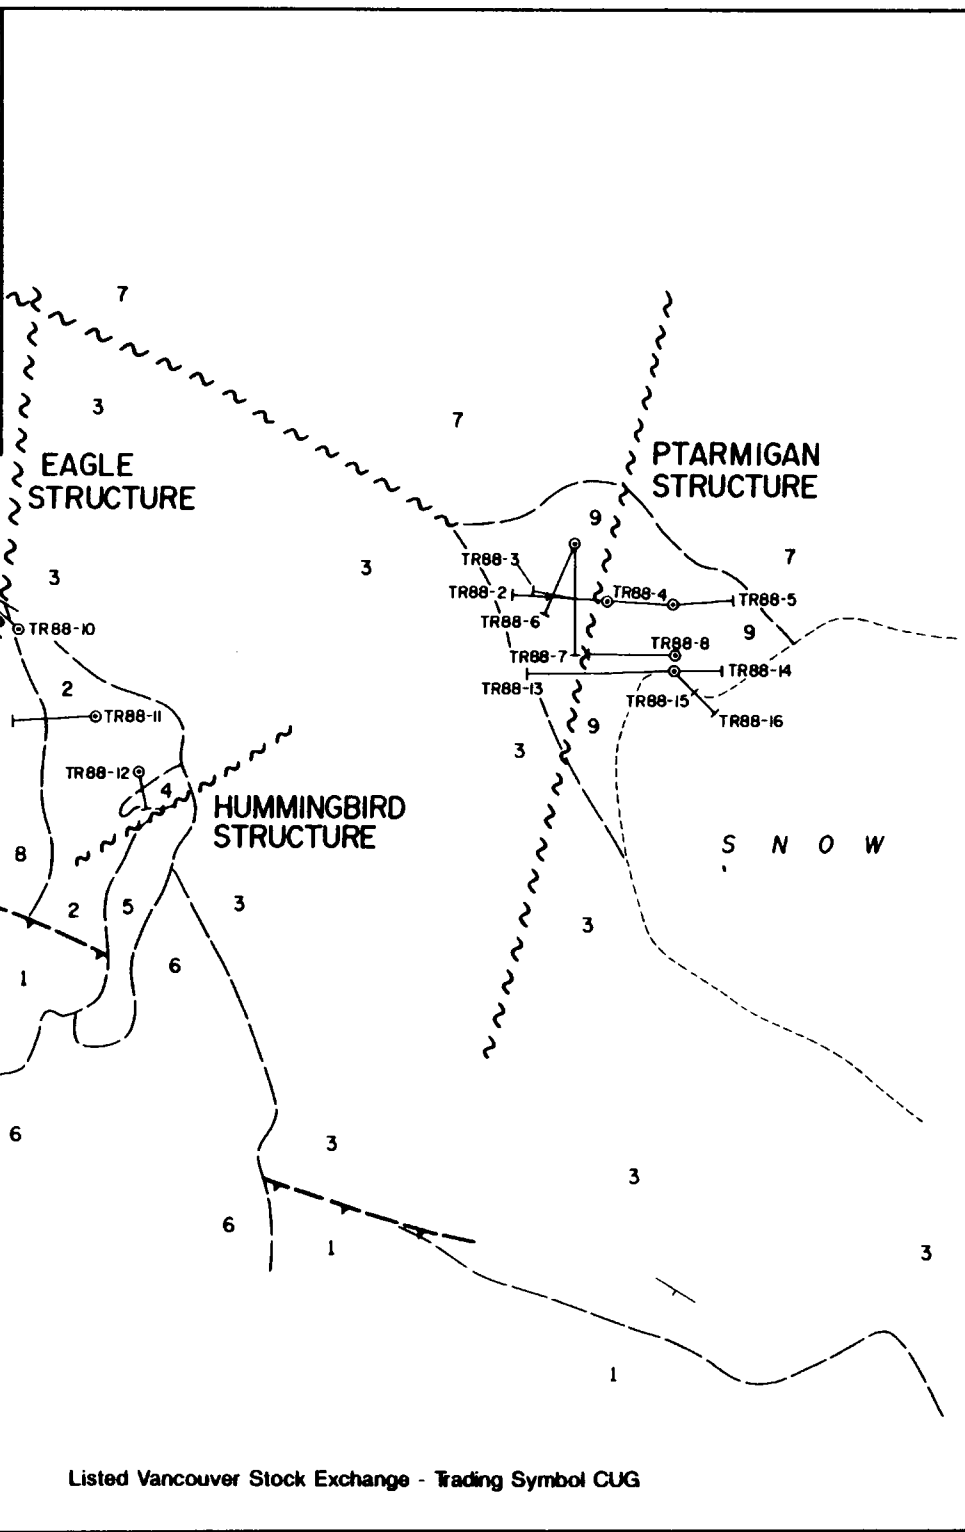 7
3
7
EAGLE
STRUCTURE
PTARMIGAN
STRUCTURE
9
3
3
7
TR88-3
TR88-2
TR88-4
TR88-5
TR88-6
TR88-10
9
TR88-8
TR88-7
TR88-14
TR88-13
TR88-15
TR88-16
2
TR88-11
9
3
TR88-12
4
HUMMINGBIRD
STRUCTURE
S N O W
8
2
5
3
3
1
6
6
3
3
6
1
3
1
Listed Vancouver Stock Exchange - Trading Symbol CUG